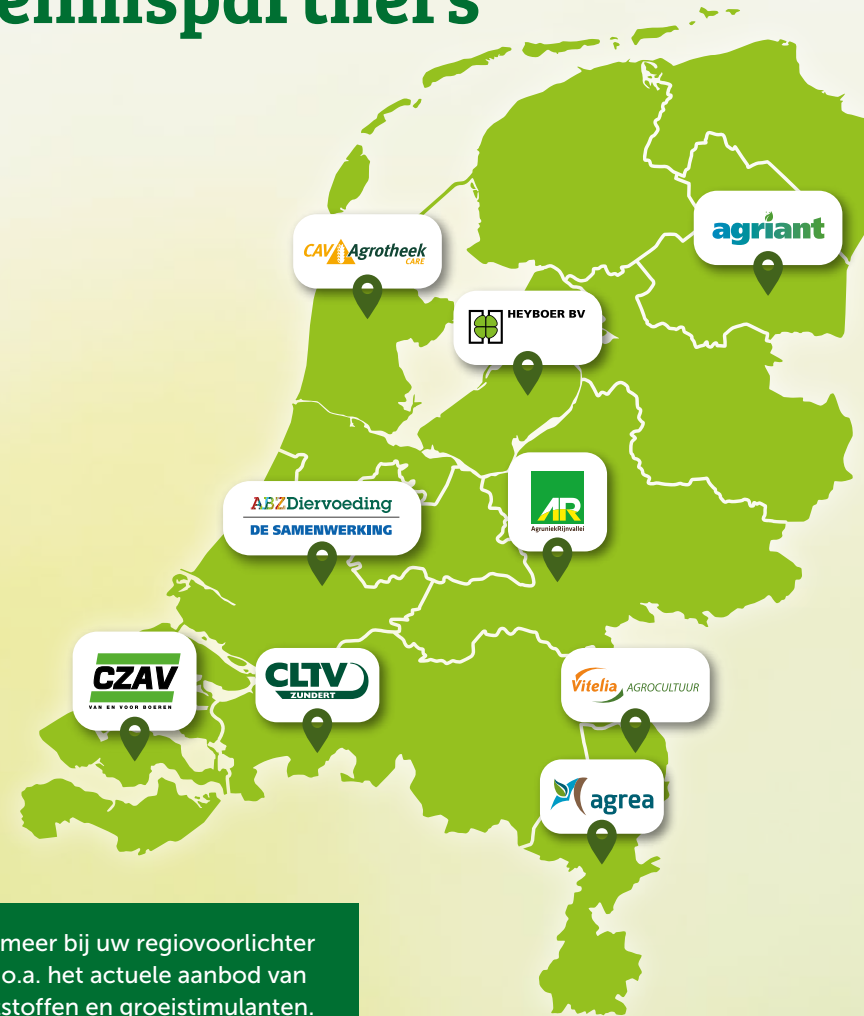 agriant
CAV Agrotheek
CARE
HEYBOER BV
ABZDiervoeding
DE SAMENWERKING
AR
AgruniekRijnvallei
CZAV
VAN EN VOOR BOEREN
CLTV
ZUNDERT
Vitelia AGROCULTUUR
agrea
meer bij uw regiovoorlichter
o.a. het actuele aanbod van
stoffen en groeistimulanten.